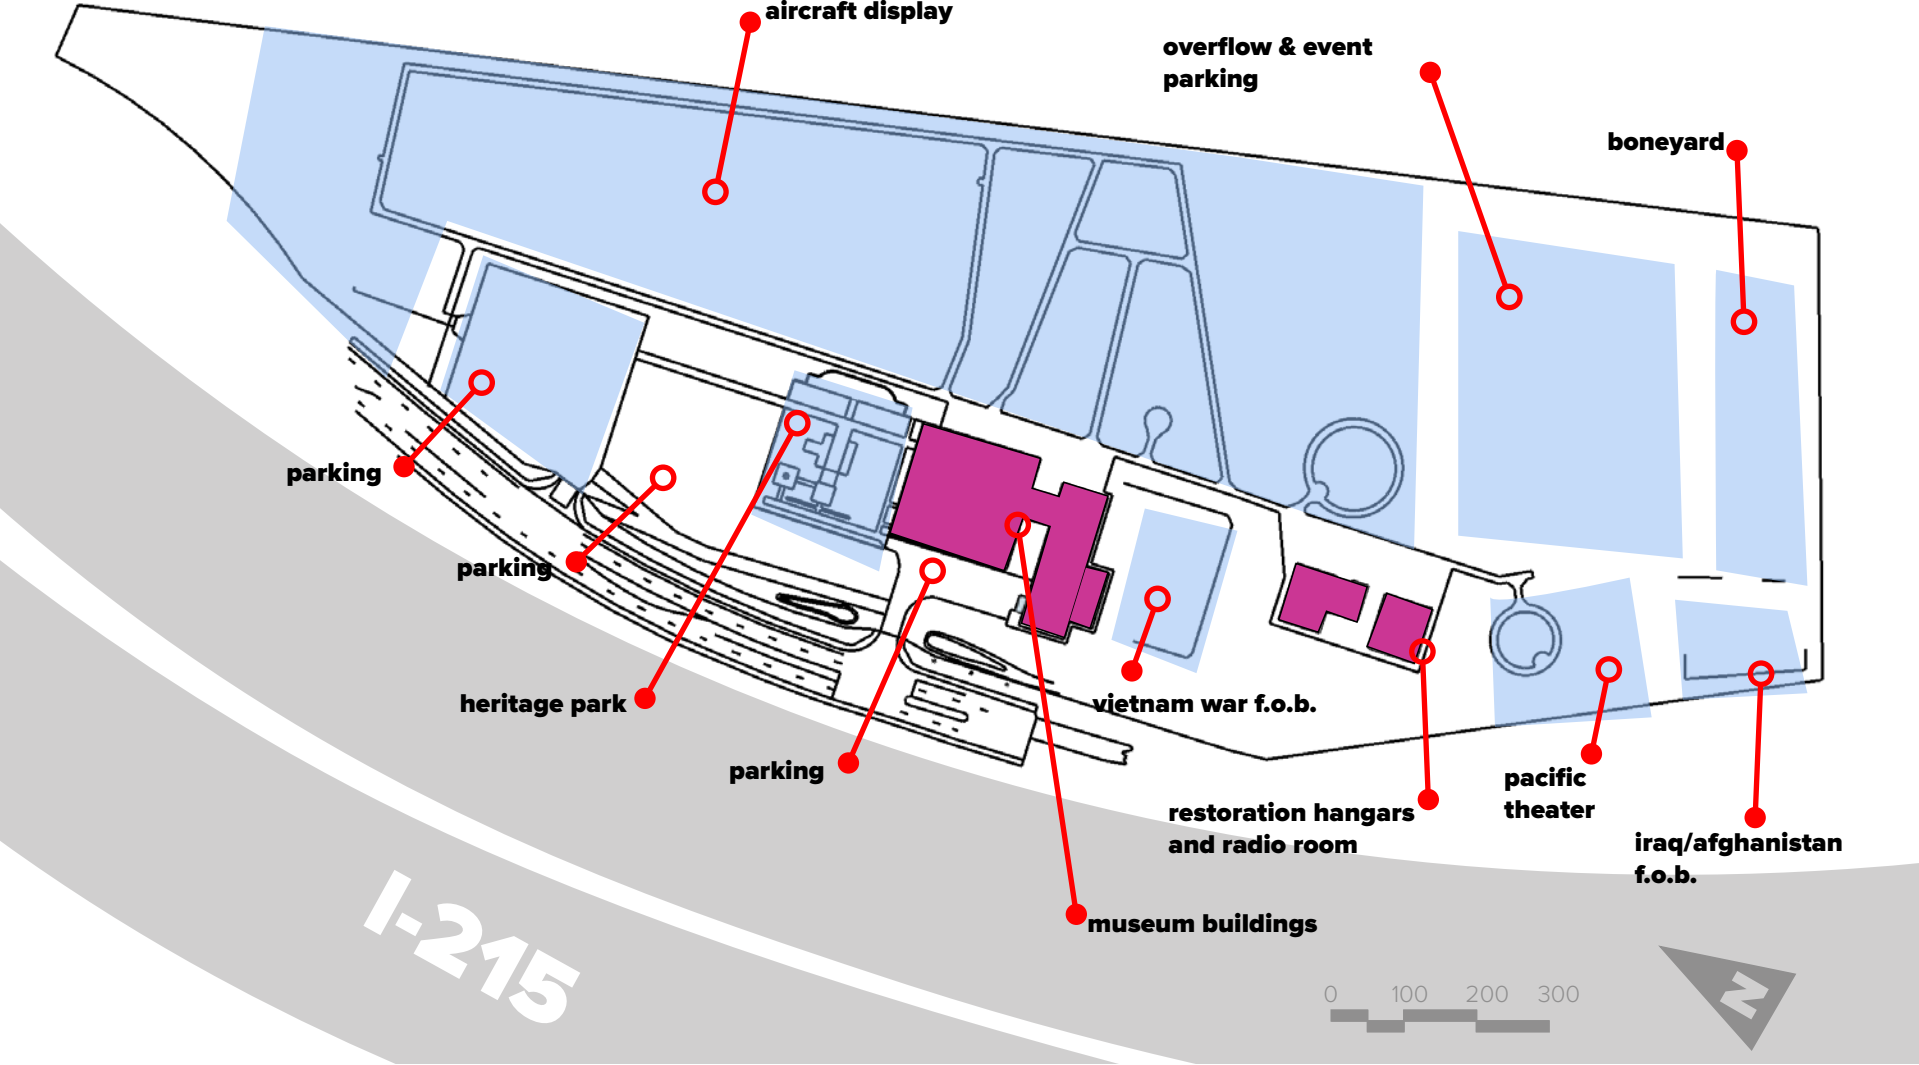 aircraft display
overflow & event
parking
boneyard
parking
parking
heritage park
vietnam war f.o.b.
parking
pacific
theater
restoration hangars
and radio room
iraq/afghanistan
f.o.b.
museum buildings
I-215
0 100 200 300
N